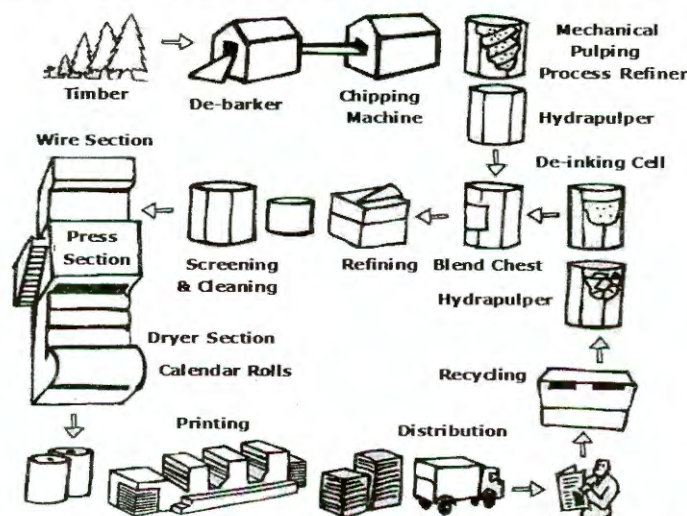 Timber
De-barker
Chipping
Machine
Mechanical
Pulping
Process Refiner
Hydrapulper
De-inking Cell
Wire Section
Press
Section
Screening
& Cleaning
Refining
Blend Chest
Hydrapulper
Dryer Section
Calendar Rolls
Recycling
Printing
Distribution